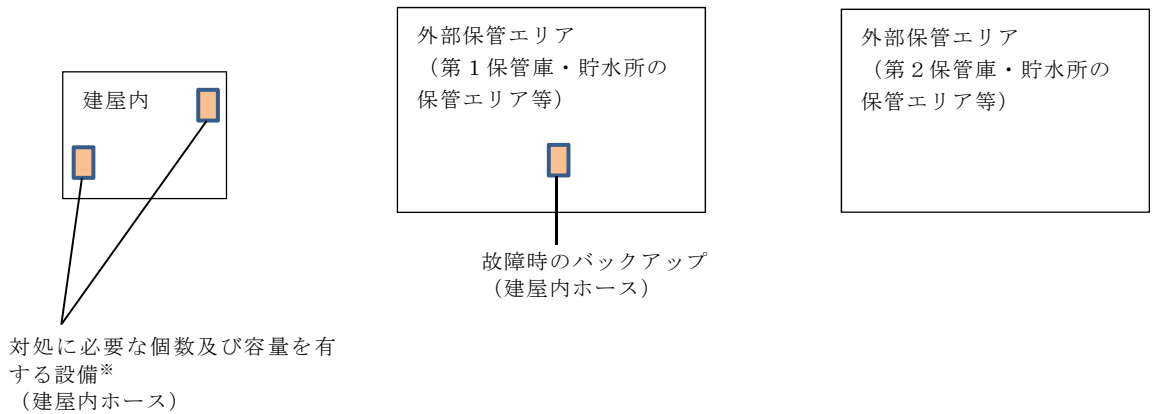 建屋内
対処に必要な個数及び容量を有
する設備※
（建屋内ホース）
外部保管エリア
（第１保管庫・貯水所の
保管エリア等）
故障時のバックアップ
（建屋内ホース）
外部保管エリア
（第２保管庫・貯水所の
保管エリア等）